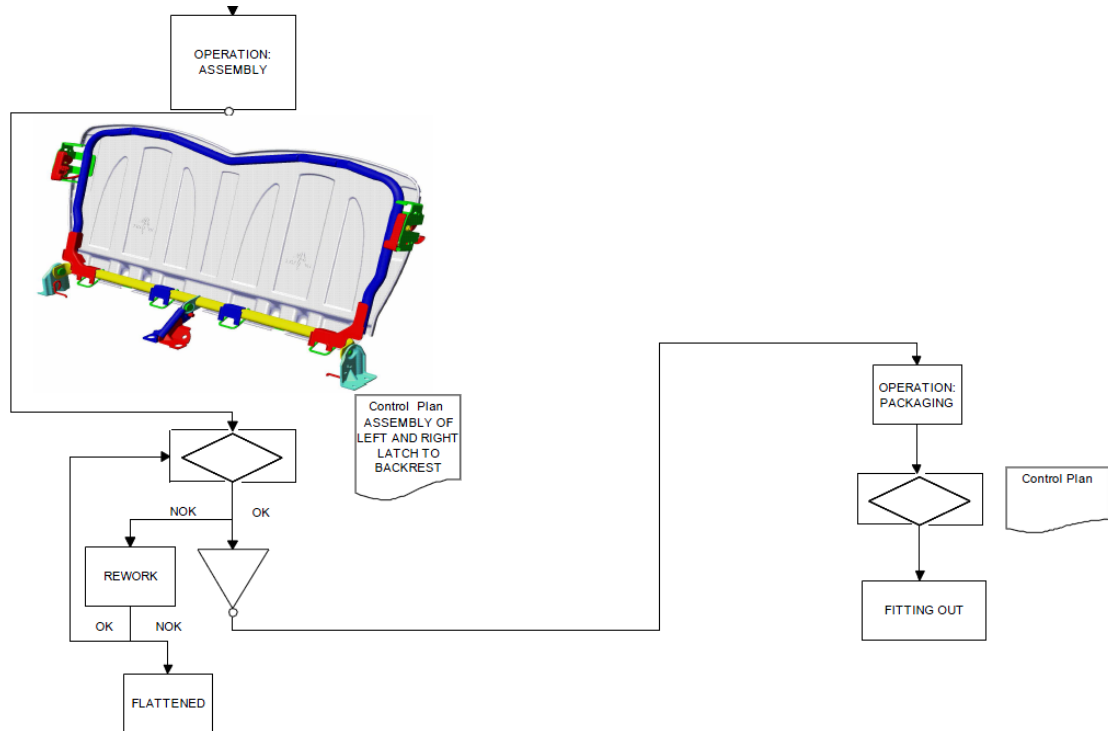 OPERATION:
ASSEMBLY
Control Plan
ASSEMBLY OF
LEFT AND RIGHT
LATCH TO
BACKREST
NOK
OK
REWORK
OK
NOK
FLATTENED
OPERATION:
PACKAGING
Control Plan
FITTING OUT